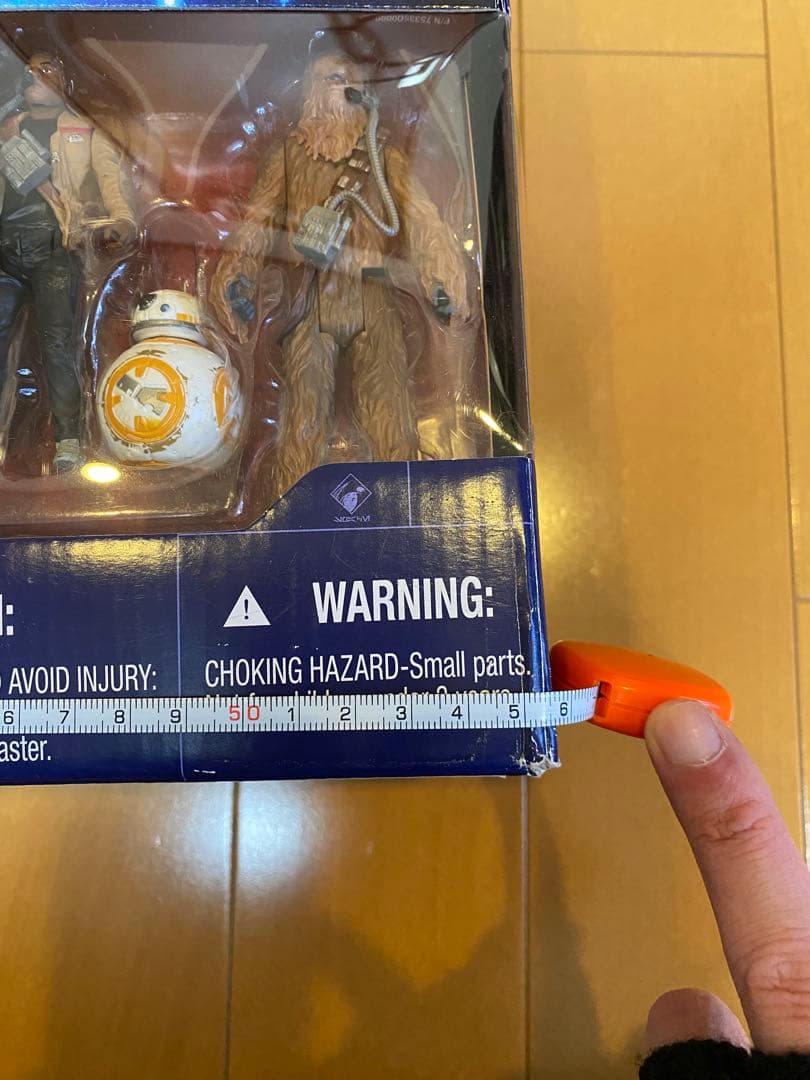 :
WARNING:
AVOID INJURY:
CHOKING HAZARD-Small parts.
6 7 8 9 50 1 2 3 4 5 6
aster.